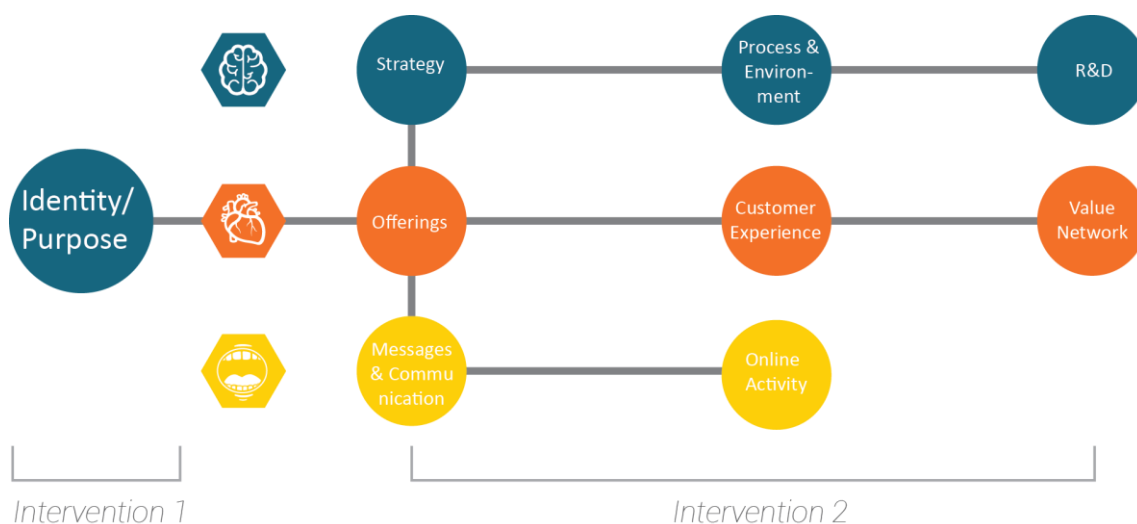 Strategy
Process &
Environ-
ment
R&D
Identity/
Purpose
Offerings
Customer
Experience
Value
Network
Messages
& Commu
nication
Online
Activity
Intervention 1
Intervention 2